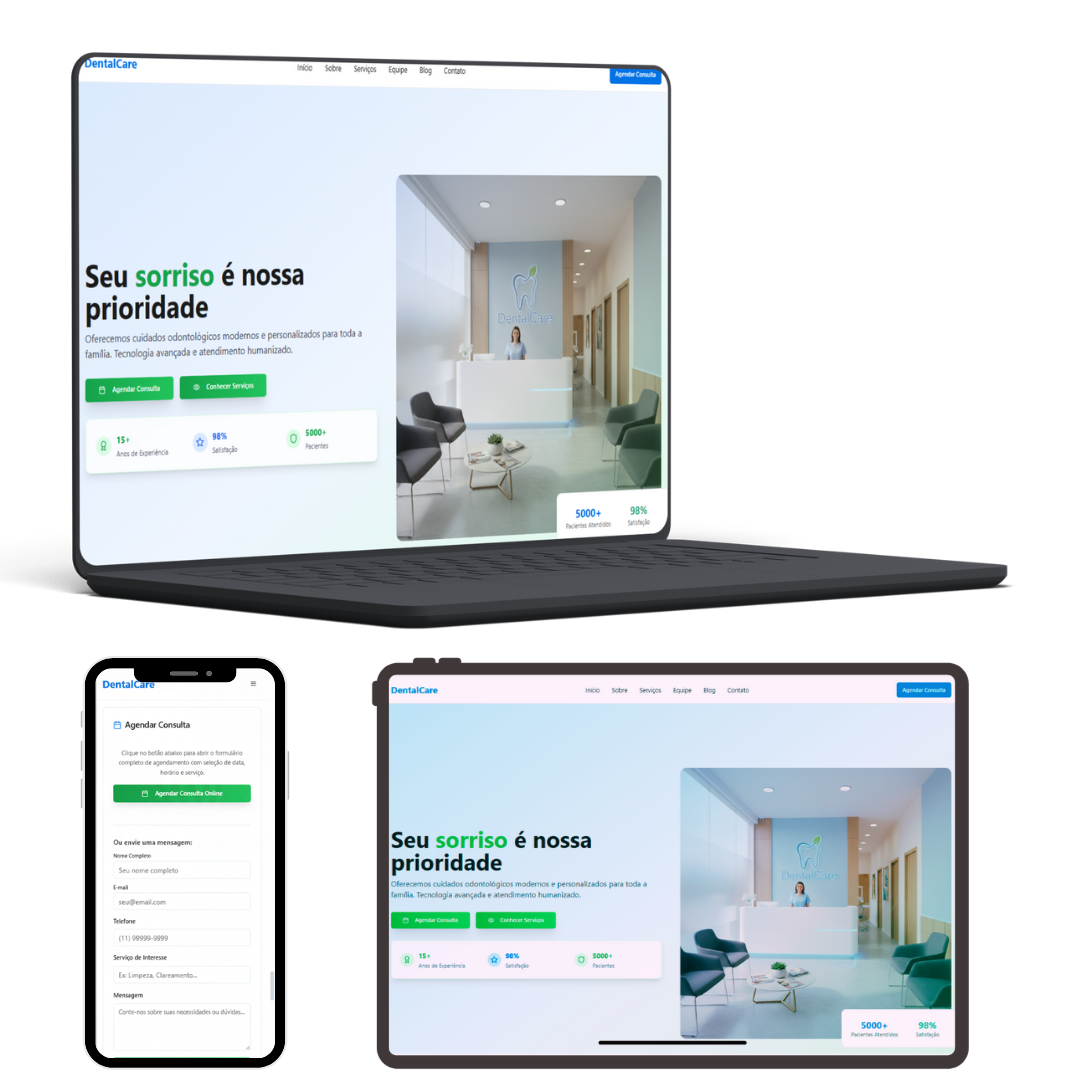 DentalCare
Início Sobre Serviços Equipe Blog Contato
Agendar Consulta
DentalCare
Seu sorriso é nossa
prioridade
Oferecemos cuidados odontológicos modernos e personalizados para toda a
família. Tecnologia avançada e atendimento humanizado.
Agendar Consulta Conhecer Serviços
15+ 98% 5000+
Anos de Experiência Satisfação Pacientes
5000+ 98%
Pacientes Atendidos Satisfação
DentalCare
Agendar Consulta
Clique no botão abaixo para abrir o formulário
completo de agendamento com seleção de data,
horário e serviço.
Agendar Consulta Online
Ou envie uma mensagem:
Nome Completo
Seu nome completo
E-mail
seu@email.com
Telefone
(11) 99999-9999
Serviço de Interesse
Ex: Limpeza, Clareamento...
Mensagem
Conte-nos sobre suas necessidades ou dúvidas...
DentalCare
Início Sobre Serviços Equipe Blog Contato
Agendar Consulta
DentalCare
Seu sorriso é nossa
prioridade
Oferecemos cuidados odontológicos modernos e personalizados para toda a
família. Tecnologia avançada e atendimento humanizado.
Agendar Consulta Conhecer Serviços
15+ 98% 5000+
Anos de Experiência Satisfação Pacientes
5000+ 98%
Pacientes Atendidos Satisfação